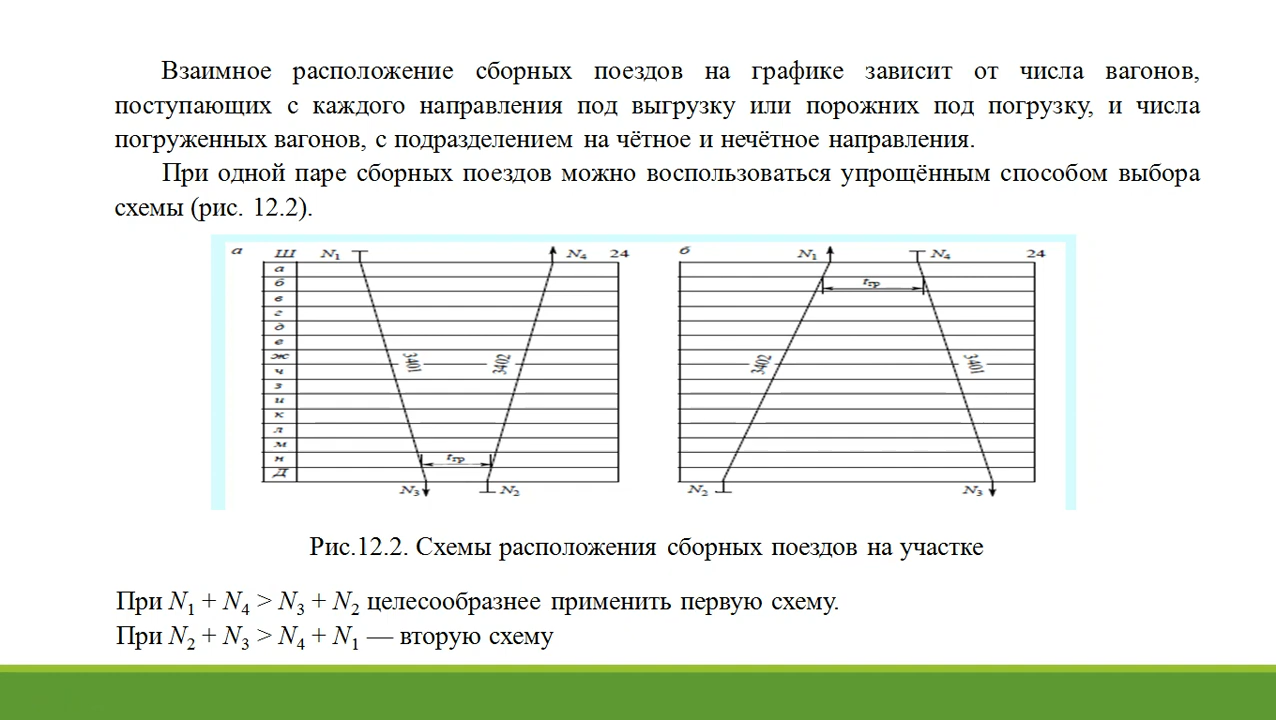 Взаимное расположение сборных поездов на графике зависит от числа вагонов,
поступающих с каждого направления под выгрузку или порожних под погрузку, и числа
погруженных вагонов, с подразделением на чётное и нечётное направления.
При одной паре сборных поездов можно воспользоваться упрощённым способом выбора
схемы (рис. 12.2).
а Ш N₁ N₄ 24
а
б
в
г
д
е
ж
ч
з
и
к
л
м
н
Д
3401 3402
tгр
N₃ N₂
б N₁ N₄ 24
tгр
3402 3401
N₂ N₃
Рис.12.2. Схемы расположения сборных поездов на участке
При N₁ + N₄ > N₃ + N₂ целесообразнее применить первую схему.
При N₂ + N₃ > N₄ + N₁ — вторую схему